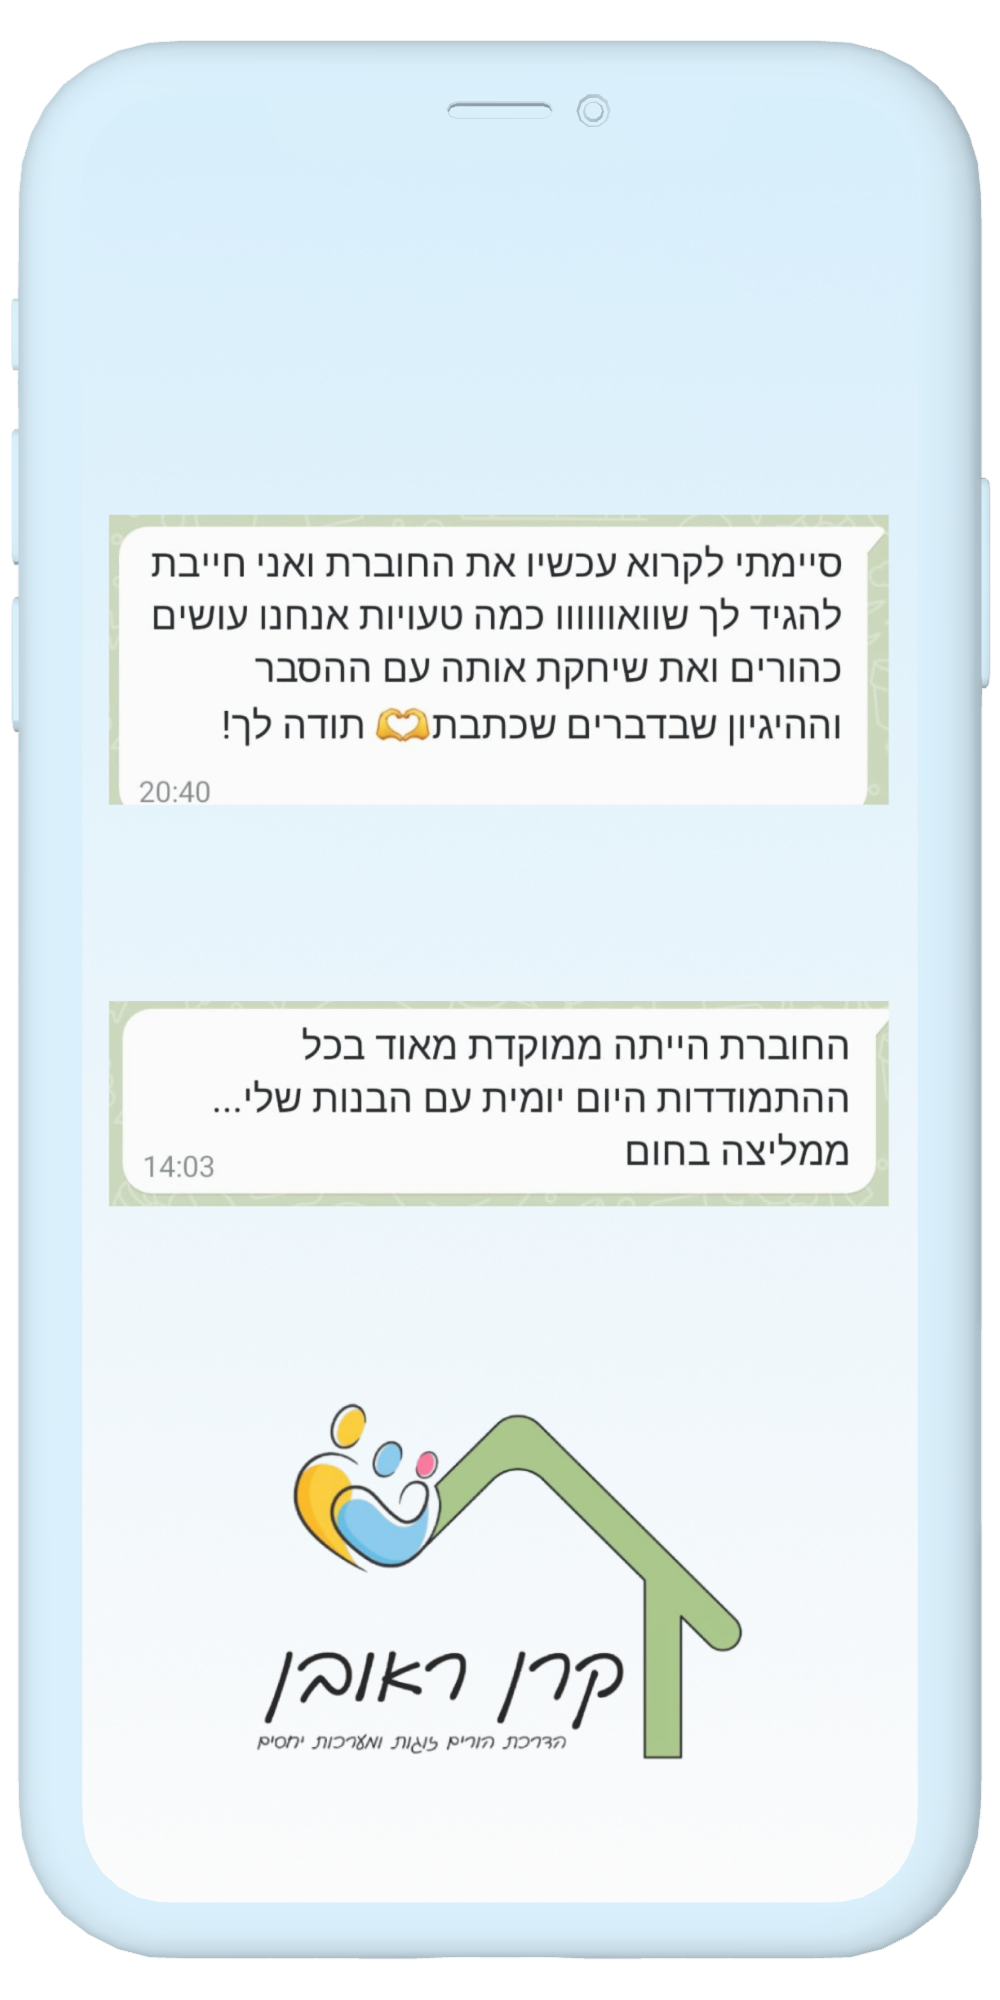 סיימתי לקרוא עכשיו את החוברת ואני חייבת
להגיד לך שוואוווווו כמה טעויות אנחנו עושים
כהורים ואת שיחקת אותה עם ההסבר
וההיגיון שבדברים שכתבת🫶 תודה לך!
20:40
החוברת הייתה ממוקדת מאוד בכל
ההתמודדות היום יומית עם הבנות שלי...
ממליצה בחום
14:03
קרן ראובן
הדרכת הורים זוגות ומערכות יחסים